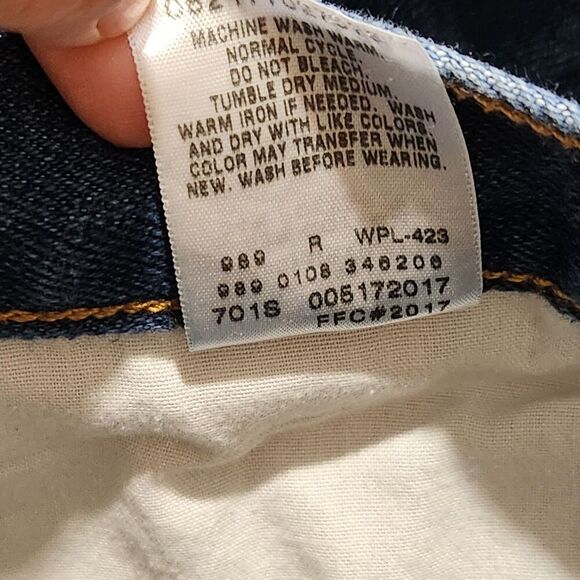 MACHINE WASH WARM.
NORMAL CYCLE.
DO NOT BLEACH.
TUMBLE DRY MEDIUM.
WARM IRON IF NEEDED. WASH
AND DRY WITH LIKE COLORS.
COLOR MAY TRANSFER WHEN
NEW. WASH BEFORE WEARING.
989 R WPL-423
989 0108 346206
701S 005172017
FFC#2017